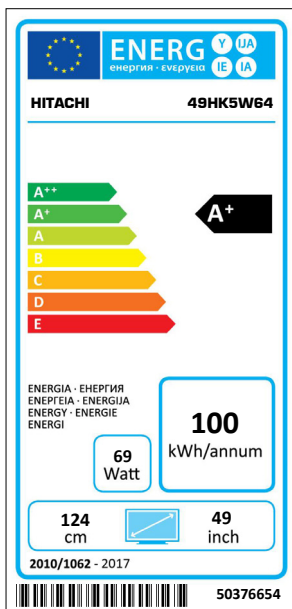 ENERG Y IJA
енергия · ενεργεια IE IA
HITACHI 49HK5W64
A++
A+ A+
A
B
C
D
E
ENERGIA · ЕНЕРГИЯ
ΕΝΕΡΓΕΙΑ · ENERGIJA
ENERGY · ENERGIE
ENERGI
100
kWh/annum
69
Watt
124
cm
49
inch
2010/1062 - 2017
50376654